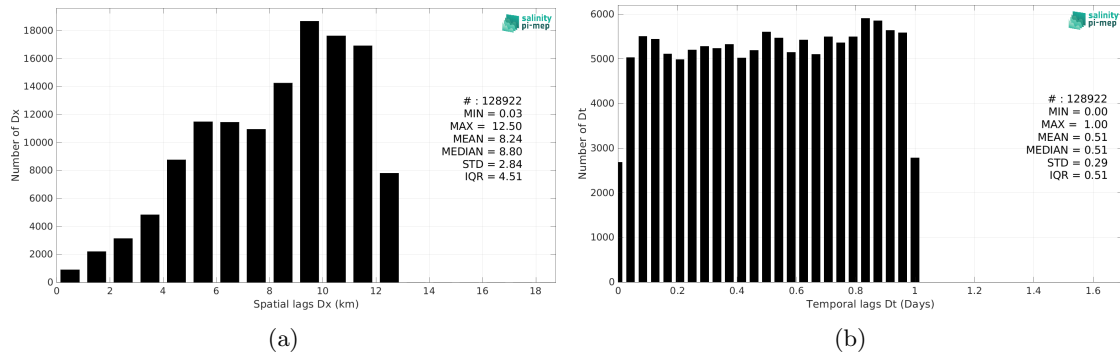 18000
16000
14000
12000
10000
8000
6000
4000
2000
0
Number of Dx
salinity
pi-mep
# : 128922
MIN = 0.03
MAX = 12.50
MEAN = 8.24
MEDIAN = 8.80
STD = 2.84
IQR = 4.51
0 2 4 6 8 10 12 14 16 18
Spatial lags Dx (km)
(a)
6000
5000
4000
3000
2000
1000
0
Number of Dt
salinity
pi-mep
# : 128922
MIN = 0.00
MAX = 1.00
MEAN = 0.51
MEDIAN = 0.51
STD = 0.29
IQR = 0.51
0 0.2 0.4 0.6 0.8 1 1.2 1.4 1.6
Temporal lags Dt (Days)
(b)